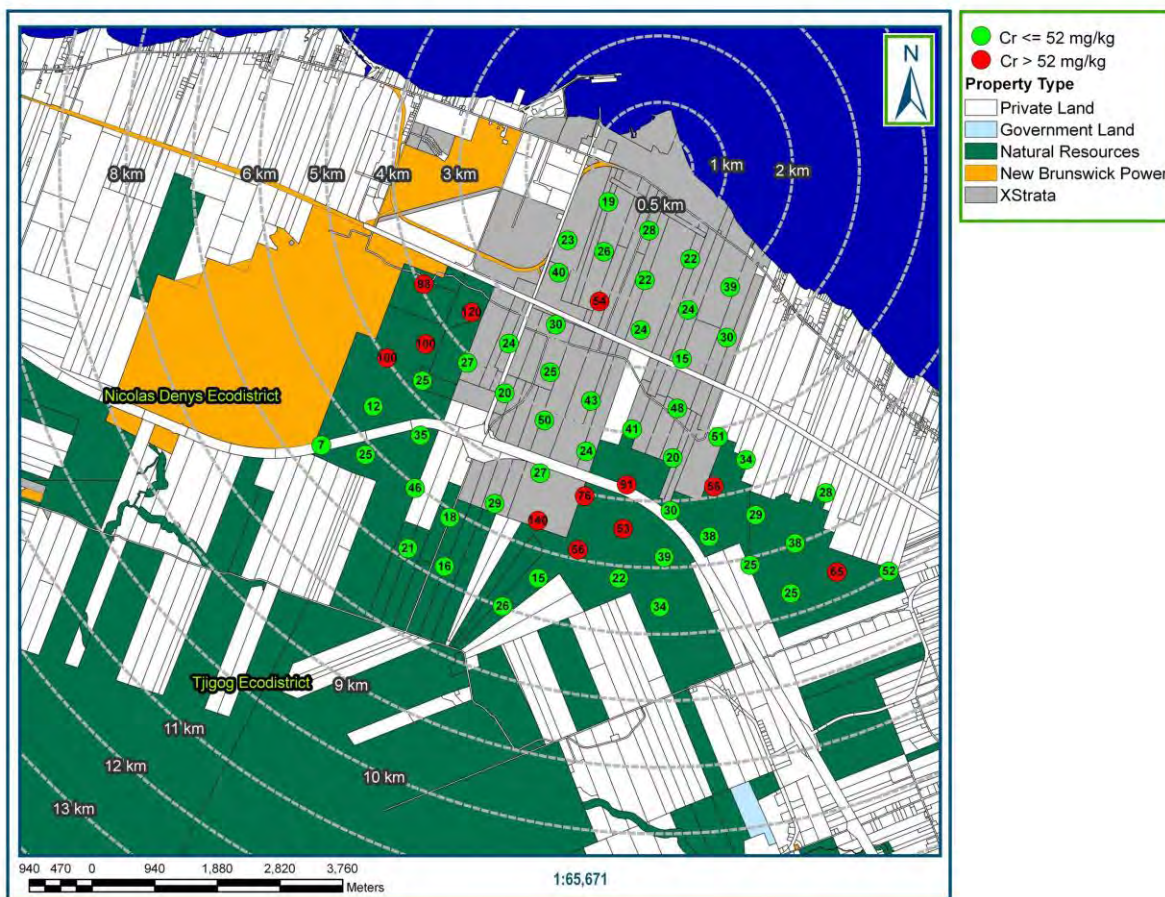 N
1 km
2 km
8 km
6 km
5 km
4 km
3 km
0.5 km
19
28
23
26
22
40
22
39
88
54
120
24
30
24
30
24
100
100
15
27
25
25
20
43
12
48
50
41
35
51
7
25
24
20
34
27
46
76
91
56
28
29
18
30
29
140
53
38
38
21
56
39
16
25
65
52
15
22
25
26
34
Nicolas Denys Ecodistrict
Tjigog Ecodistrict
9 km
11 km
12 km
10 km
13 km
940 470 0 940 1,880 2,820 3,760
Meters
1:65,671
Cr <= 52 mg/kg
Cr > 52 mg/kg
Property Type
Private Land
Government Land
Natural Resources
New Brunswick Power
XStrata